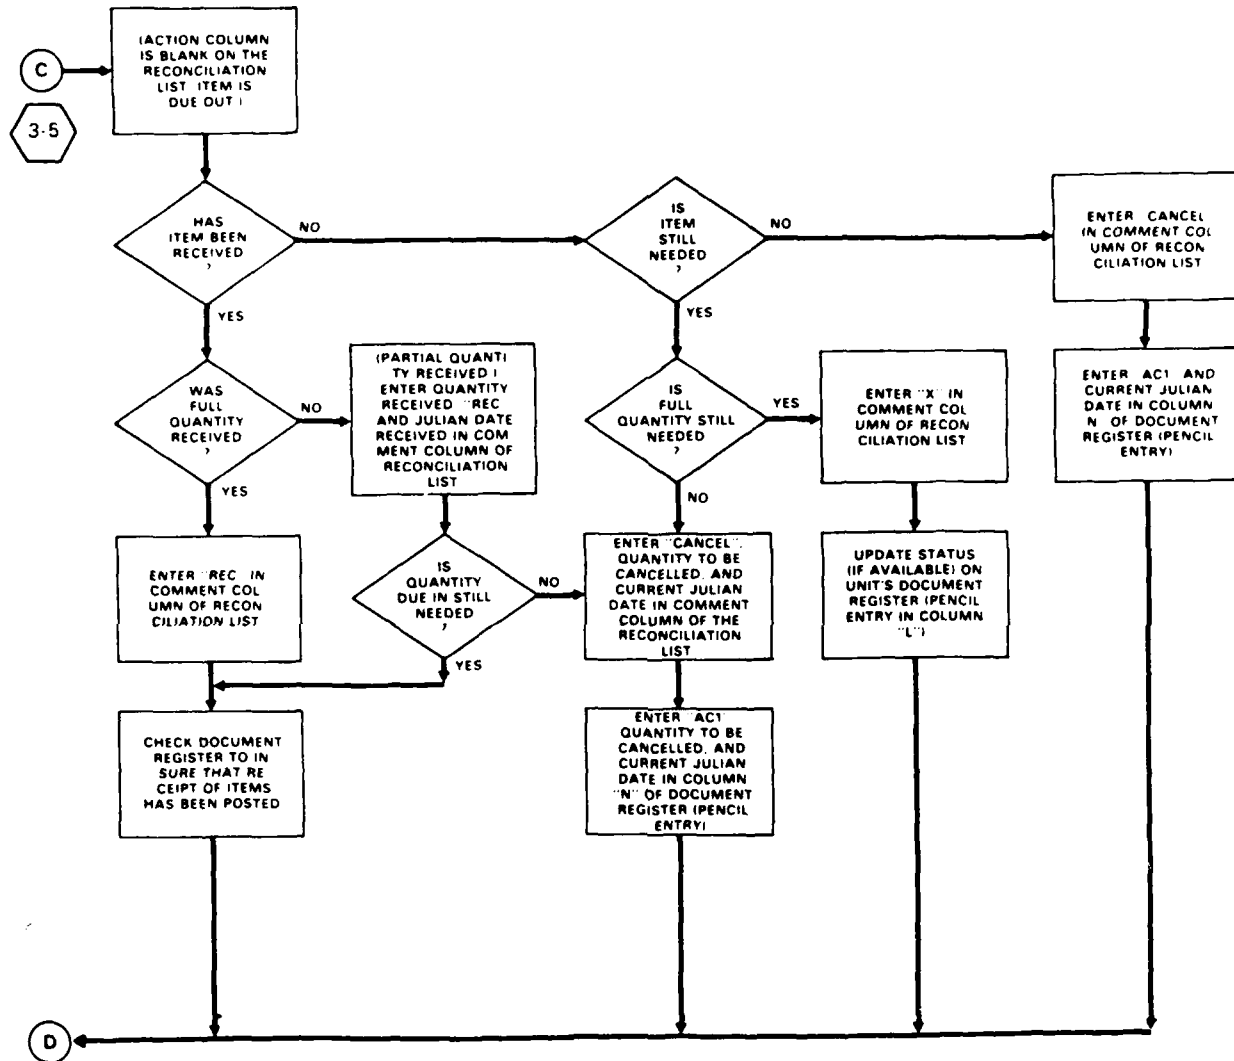 (ACTION COLUMN
IS BLANK ON THE
RECONCILIATION
LIST ITEM IS
DUE OUT )
C
3-5
HAS
ITEM BEEN
RECEIVED
?
NO
YES
IS
ITEM
STILL
NEEDED
?
NO
YES
ENTER CANCEL
IN COMMENT COL
UMN OF RECON
CILIATION LIST
WAS
FULL
QUANTITY
RECEIVED
?
NO
YES
(PARTIAL QUANTI
TY RECEIVED )
ENTER QUANTITY
RECEIVED "REC
AND JULIAN DATE
RECEIVED IN COM
MENT COLUMN OF
RECONCILIATION
LIST
IS
FULL
QUANTITY STILL
NEEDED
?
YES
NO
ENTER "X" IN
COMMENT COL
UMN OF RECON
CILIATION LIST
ENTER AC1 AND
CURRENT JULIAN
DATE IN COLUMN
N" OF DOCUMENT
REGISTER (PENCIL
ENTRY)
ENTER "REC" IN
COMMENT COL
UMN OF RECON
CILIATION LIST
IS
QUANTITY
DUE IN STILL
NEEDED
?
NO
YES
ENTER "CANCEL",
QUANTITY TO BE
CANCELLED, AND
CURRENT JULIAN
DATE IN COMMENT
COLUMN OF THE
RECONCILIATION
LIST
UPDATE STATUS
(IF AVAILABLE) ON
UNIT'S DOCUMENT
REGISTER (PENCIL
ENTRY IN COLUMN
"L")
CHECK DOCUMENT
REGISTER TO IN
SURE THAT RE
CEIPT OF ITEMS
HAS BEEN POSTED
ENTER "AC1"
QUANTITY TO BE
CANCELLED, AND
CURRENT JULIAN
DATE IN COLUMN
"N" OF DOCUMENT
REGISTER (PENCIL
ENTRY)
D